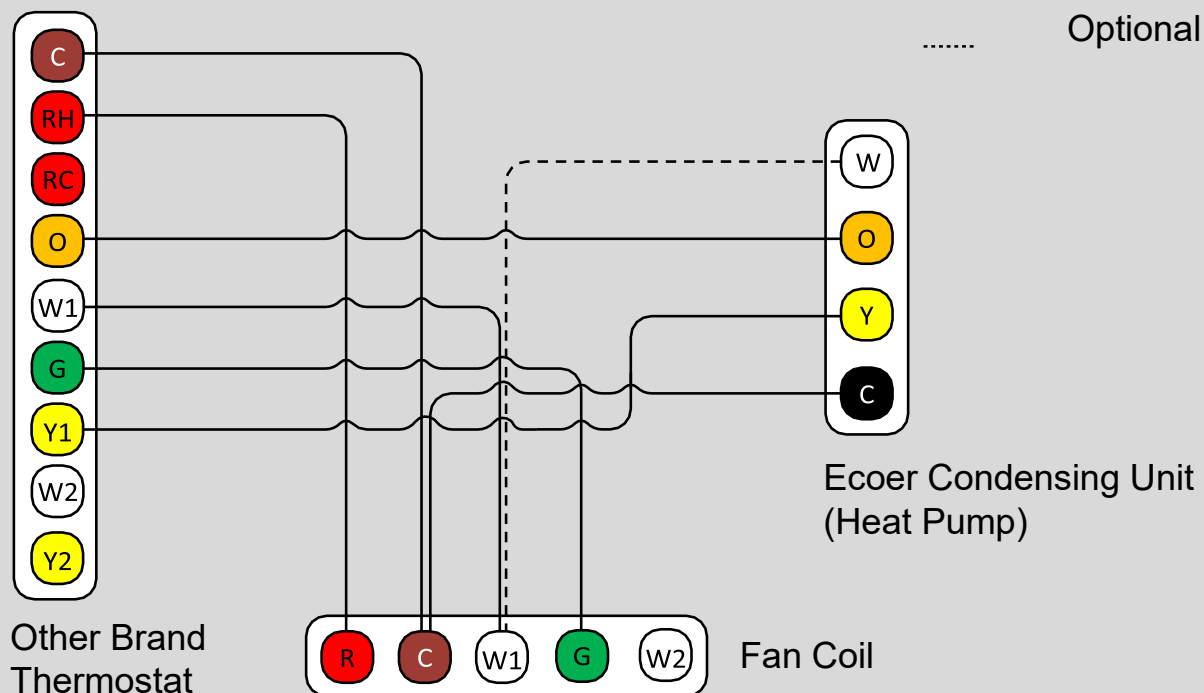 Optional
C
RH
RC
O
W1
G
Y1
W2
Y2
W
O
Y
C
Ecoer Condensing Unit
(Heat Pump)
Other Brand
Thermostat
R C W1 G W2
Fan Coil